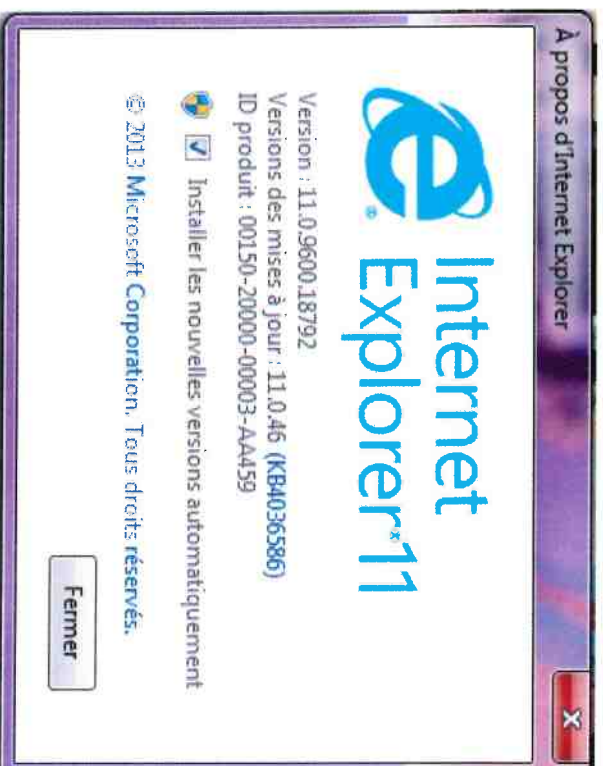 À propos d'Internet Explorer
X
Internet
Explorer®11
Version : 11.0.9600.18792
Versions des mises à jour : 11.0.46 (KB4036586)
ID produit : 00150-20000-00003-AA459
Installer les nouvelles versions automatiquement
© 2013 Microsoft Corporation. Tous droits réservés.
Fermer